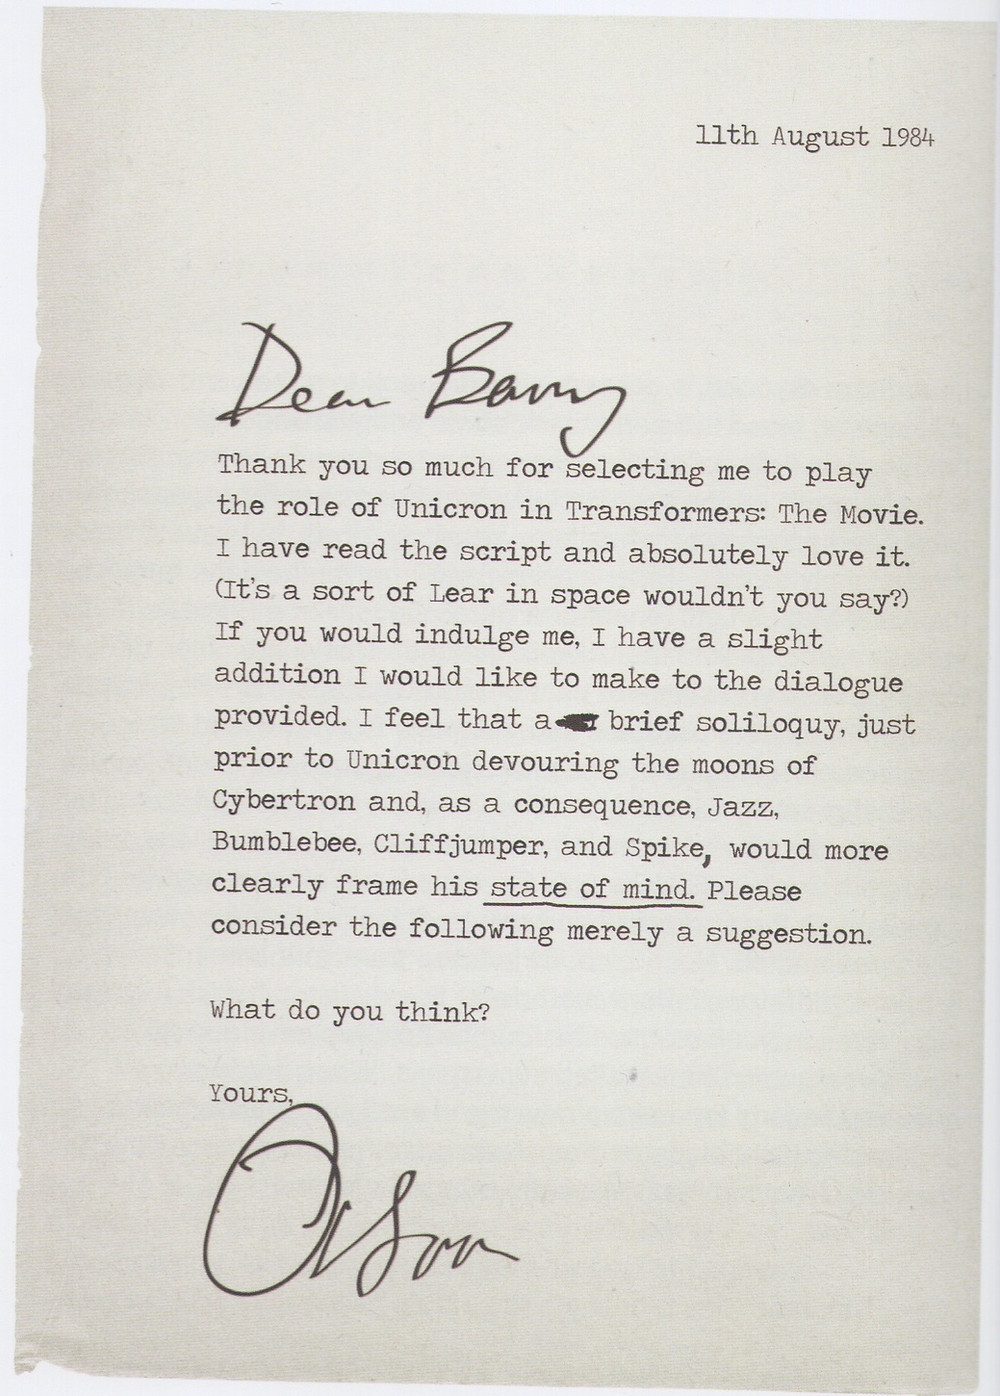 11th August 1984
Dear Barry
Thank you so much for selecting me to play
the role of Unicron in Transformers: The Movie.
I have read the script and absolutely love it.
(It's a sort of Lear in space wouldn't you say?)
If you would indulge me, I have a slight
addition I would like to make to the dialogue
provided. I feel that a brief soliloquy, just
prior to Unicron devouring the moons of
Cybertron and, as a consequence, Jazz,
Bumblebee, Cliffjumper, and Spike, would more
clearly frame his state of mind. Please
consider the following merely a suggestion.
What do you think?
Yours,
Orson